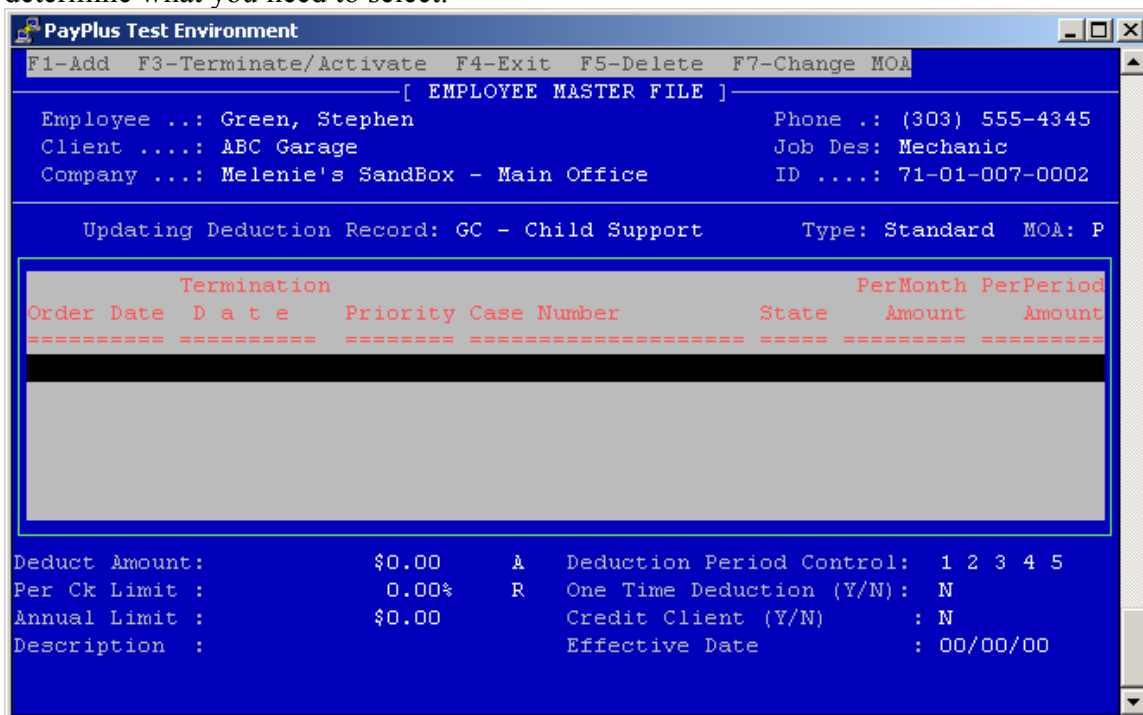 determine what you need to select.
PayPlus Test Environment
F1-Add F3-Terminate/Activate F4-Exit F5-Delete F7-Change MOA
[ EMPLOYEE MASTER FILE ]
Employee ..: Green, Stephen Phone .: (303) 555-4345
Client ....: ABC Garage Job Des: Mechanic
Company ...: Melenie's SandBox - Main Office ID ....: 71-01-007-0002
Updating Deduction Record: GC - Child Support Type: Standard MOA: P
Termination PerMonth PerPeriod
Order Date D a t e Priority Case Number State Amount Amount
========== ========== ======== ==================== ===== ========= =========
Deduct Amount: $0.00 A Deduction Period Control: 1 2 3 4 5
Per Ck Limit : 0.00% R One Time Deduction (Y/N): N
Annual Limit : $0.00 Credit Client (Y/N) : N
Description : Effective Date : 00/00/00